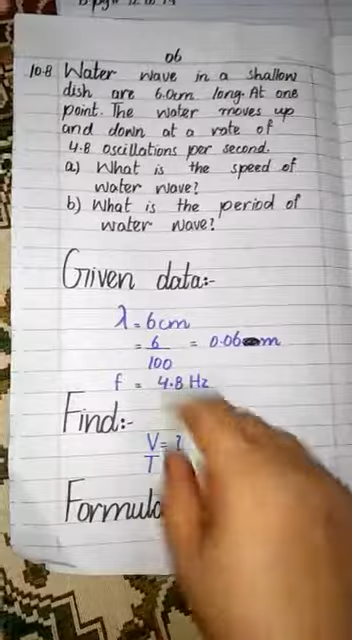 06
10.8 Water wave in a shallow
dish are 6.0cm long. At one
point. The water moves up
and down at a rate of
4.8 oscillations per second.
a) What is the speed of
water wave?
b) What is the period of
water wave?
Given data:-
λ = 6cm
= 6/100 = 0.06 m
f = 4.8 Hz
Find:-
V = ?
T
Formula